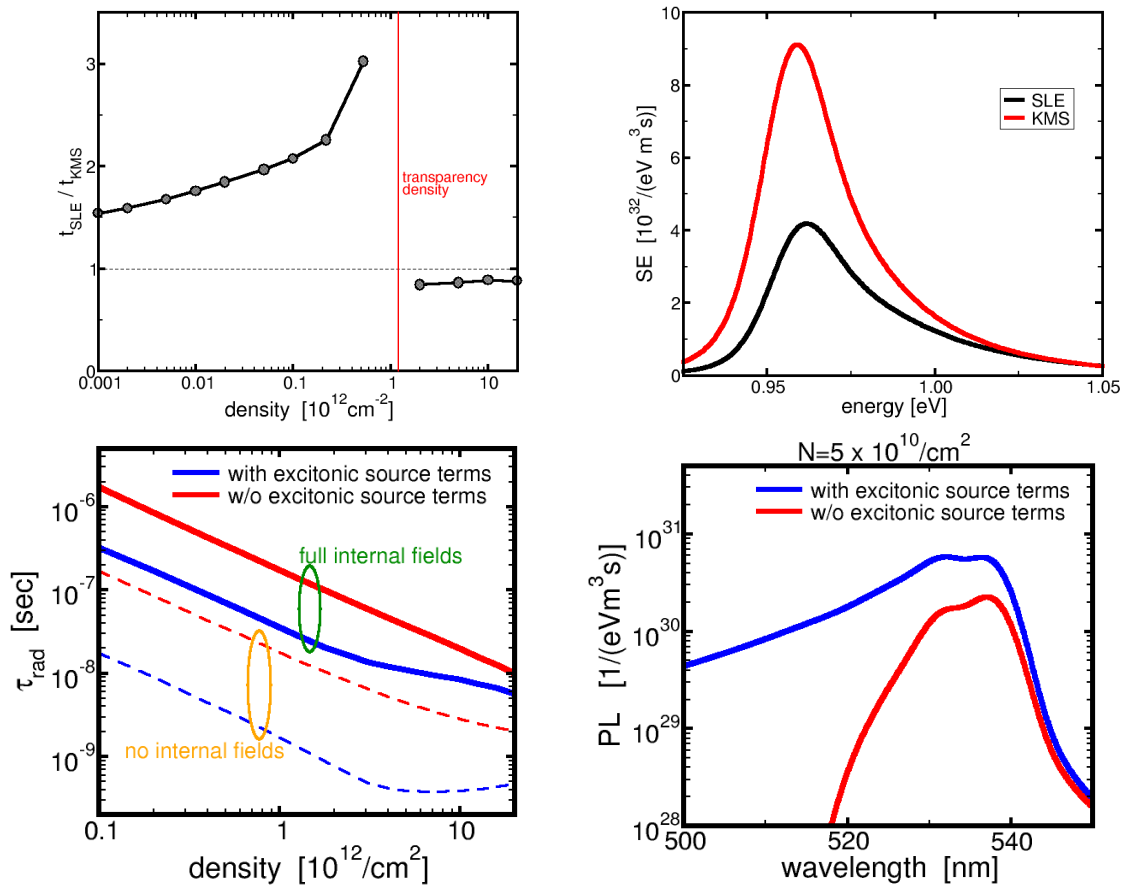 3
2
1
0
t_SLE / t_KMS
transparency
density
0.001
0.01
0.1
1
10
density [10^12cm^-2]
10
8
6
4
2
0
SE [10^32/(eV m^3s)]
SLE
KMS
0.95
1.00
1.05
energy [eV]
with excitonic source terms
w/o excitonic source terms
10^-6
10^-7
10^-8
10^-9
τ_rad [sec]
full internal fields
no internal fields
0.1
1
10
density [10^12/cm^2]
N=5 x 10^10/cm^2
with excitonic source terms
w/o excitonic source terms
10^31
10^30
10^29
10^28
PL [1/(eVm^3s)]
500
520
540
wavelength [nm]